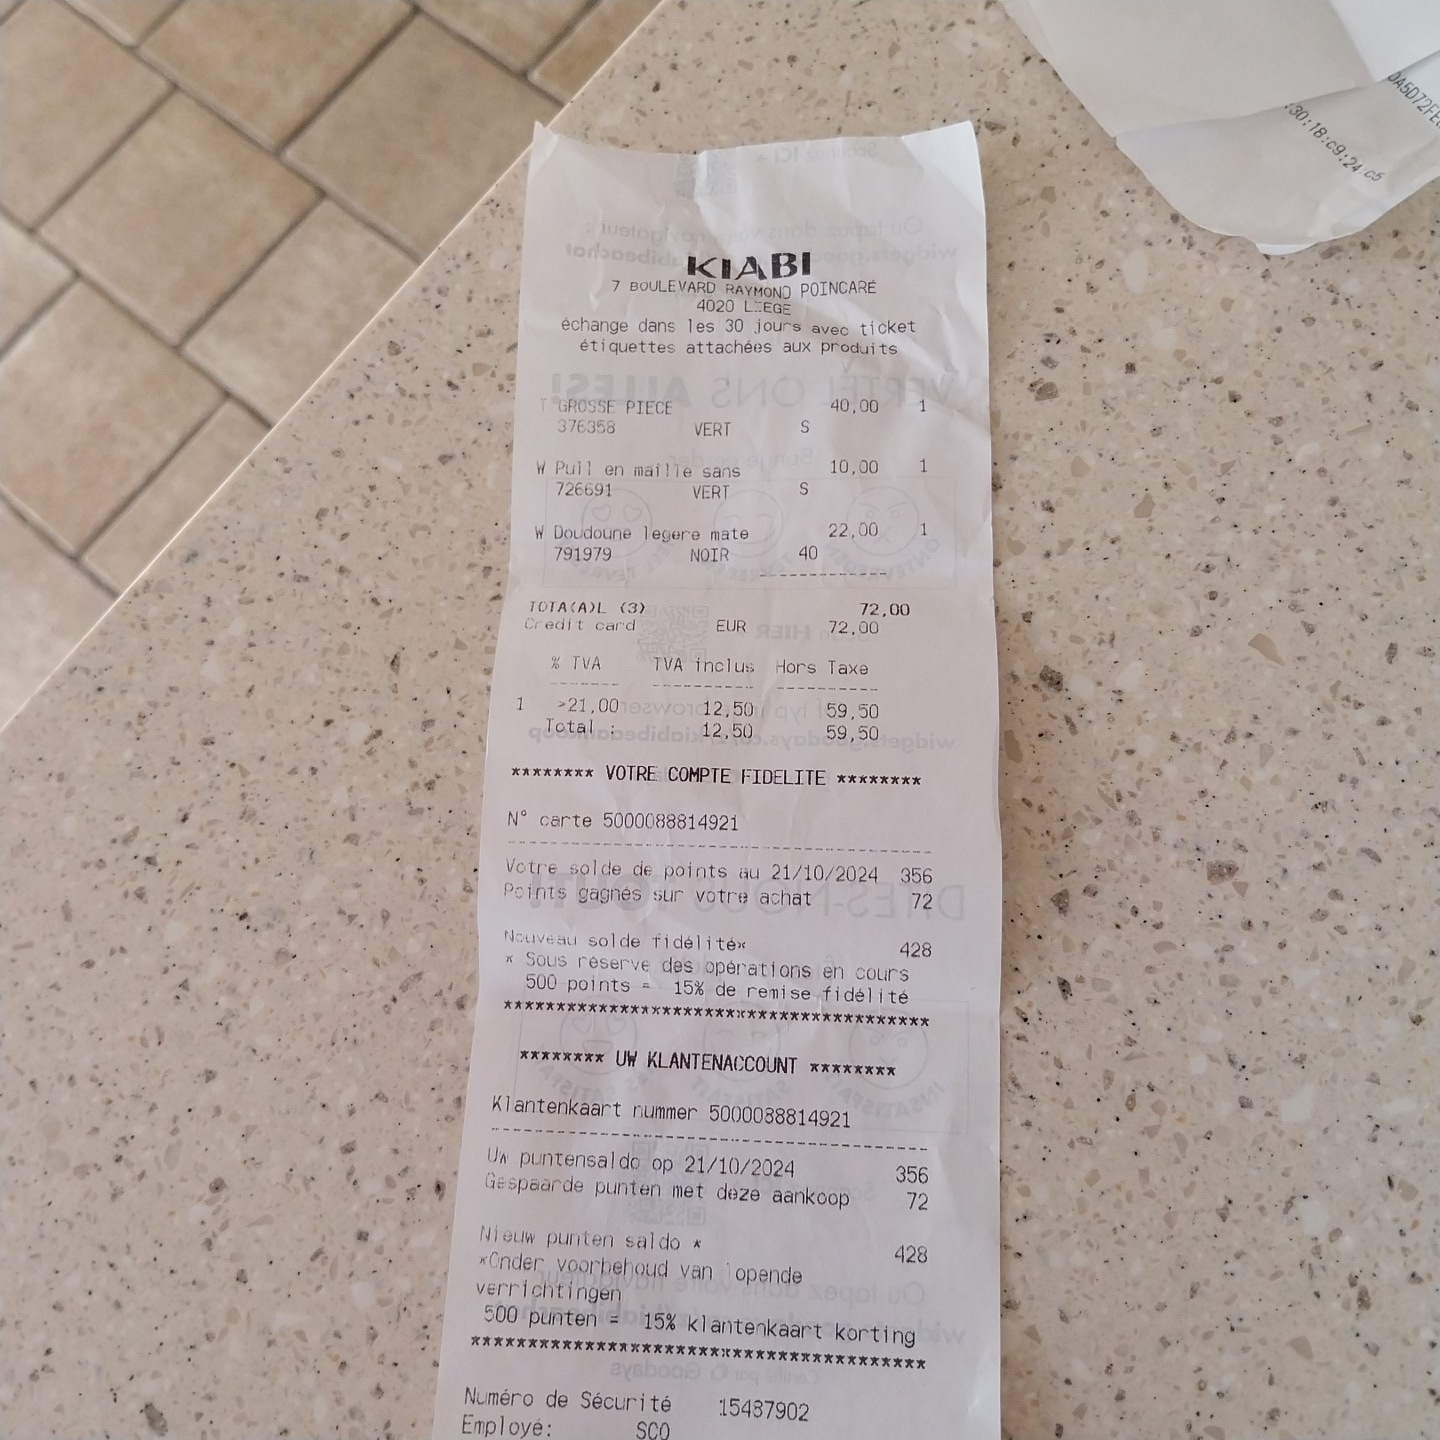 KIABI
7 BOULEVARD RAYMOND POINCARÉ
4020 LIEGE
échange dans les 30 jours avec ticket
étiquettes attachées aux produits
T GROSSE PIECE 40,00 1
376358 VERT S
W Pull en maille sans 10,00 1
726691 VERT S
W Doudoune legere mate 22,00 1
791979 NOIR 40
TOTA(A)L (3) 72,00
Credit card EUR 72,00
% TVA TVA inclus Hors Taxe
1 >21,00 12,50 59,50
Total : 12,50 59,50
******** VOTRE COMPTE FIDELITE ********
N° carte 5000088814921
Votre solde de points au 21/10/2024 356
Points gagnés sur votre achat 72
Nouveau solde fidélité* 428
* Sous réserve des opérations en cours
500 points = 15% de remise fidélité
*****************************************
******** UW KLANTENACCOUNT ********
Klantenkaart nummer 5000088814921
Uw puntensaldo op 21/10/2024 356
Gespaarde punten met deze aankoop 72
Nieuw punten saldo * 428
*Onder voorbehoud van lopende
verrichtingen
500 punten = 15% klantenkaart korting
*****************************************
Numéro de Sécurité 15487902
Employé: SCO
:30:18:c9:24:c5